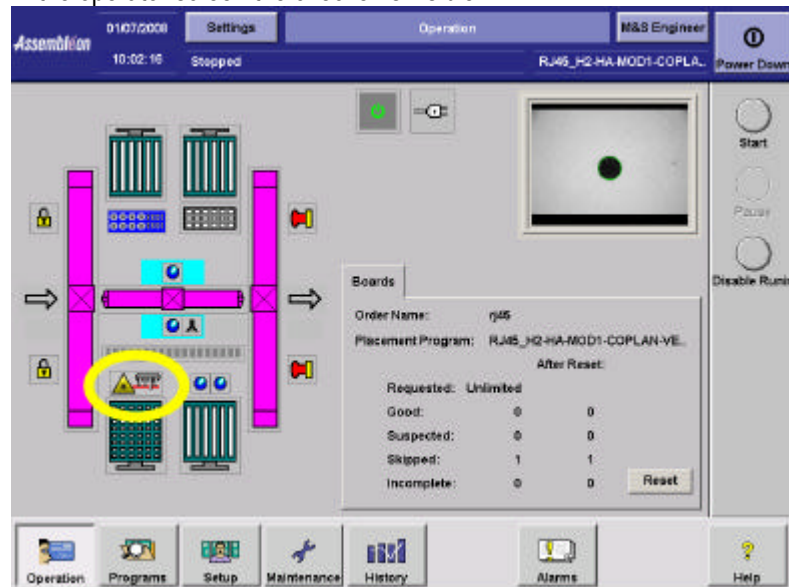 Assembléon
01/07/2008
Settings
Operation
M&S Engineer
10:02:16
Stopped
RJ45_H2-HA-MOD1-COPLA..
Power Down
Start
Pause
Disable Runin
Boards
Order Name: rj45
Placement Program: RJ45_H2-HA-MOD1-COPLAN-VE..
After Reset:
Requested: Unlimited
Good: 0 0
Suspected: 0 0
Skipped: 1 1
Incomplete: 0 0
Reset
Operation
Programs
Setup
Maintenance
History
Alarms
Help